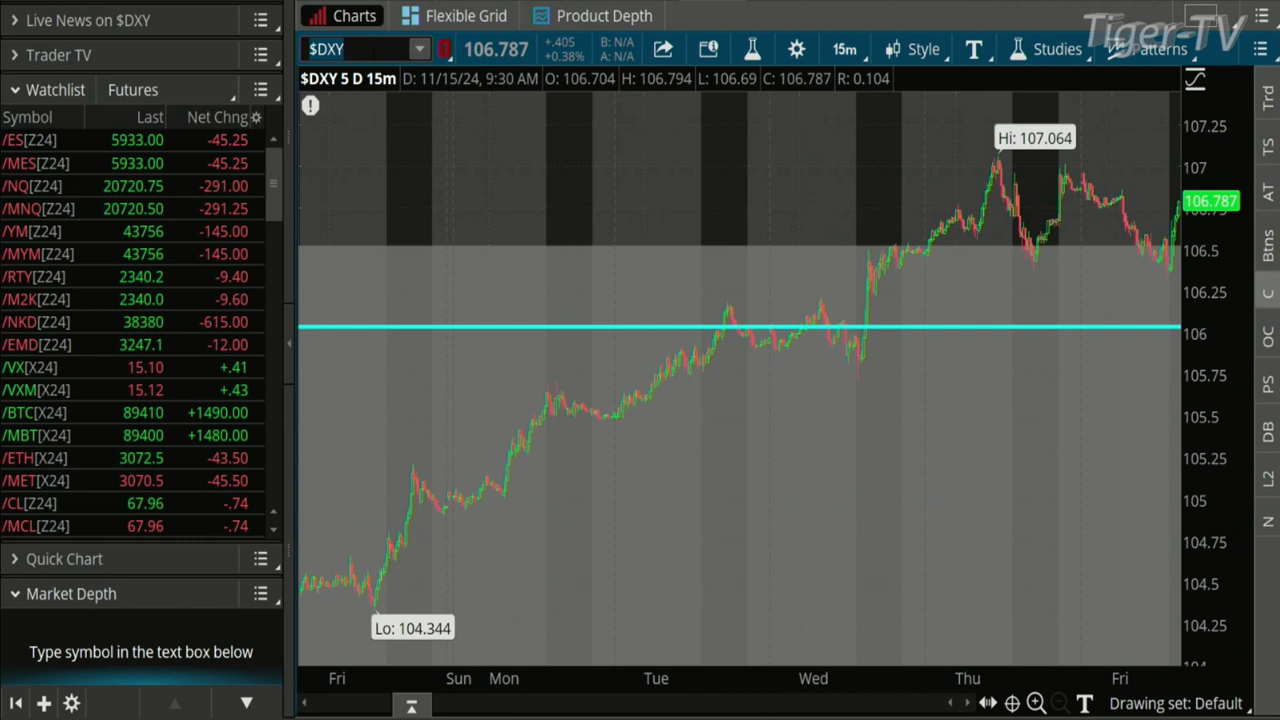 Live News on $DXY
Trader TV
Watchlist Futures
Symbol Last Net Chng
/ES[Z24] 5933.00 -45.25
/MES[Z24] 5933.00 -45.25
/NQ[Z24] 20720.75 -291.00
/MNQ[Z24] 20720.50 -291.25
/YM[Z24] 43756 -145.00
/MYM[Z24] 43756 -145.00
/RTY[Z24] 2340.2 -9.40
/M2K[Z24] 2340.0 -9.60
/NKD[Z24] 38380 -615.00
/EMD[Z24] 3247.1 -12.00
/VX[X24] 15.10 +.41
/VXM[X24] 15.12 +.43
/BTC[X24] 89410 +1490.00
/MBT[X24] 89400 +1480.00
/ETH[X24] 3072.5 -43.50
/MET[X24] 3070.5 -45.50
/CL[Z24] 67.96 -.74
/MCL[Z24] 67.96 -.74
Quick Chart
Market Depth
Type symbol in the text box below
Charts Flexible Grid Product Depth
Tiger-TV
$DXY 106.787 +.405 +0.38% B: N/A A: N/A 15m Style T Studies Patterns
$DXY 5 D 15m D: 11/15/24, 9:30 AM O: 106.704 H: 106.794 L: 106.69 C: 106.787 R: 0.104
Hi: 107.064
Lo: 104.344
107.25
107
106.787
106.75
106.5
106.25
106
105.75
105.5
105.25
105
104.75
104.5
104.25
104
Fri Sun Mon Tue Wed Thu Fri
T Drawing set: Default
Trd
TS
AT
Btns
C
OC
PS
DB
L2
N